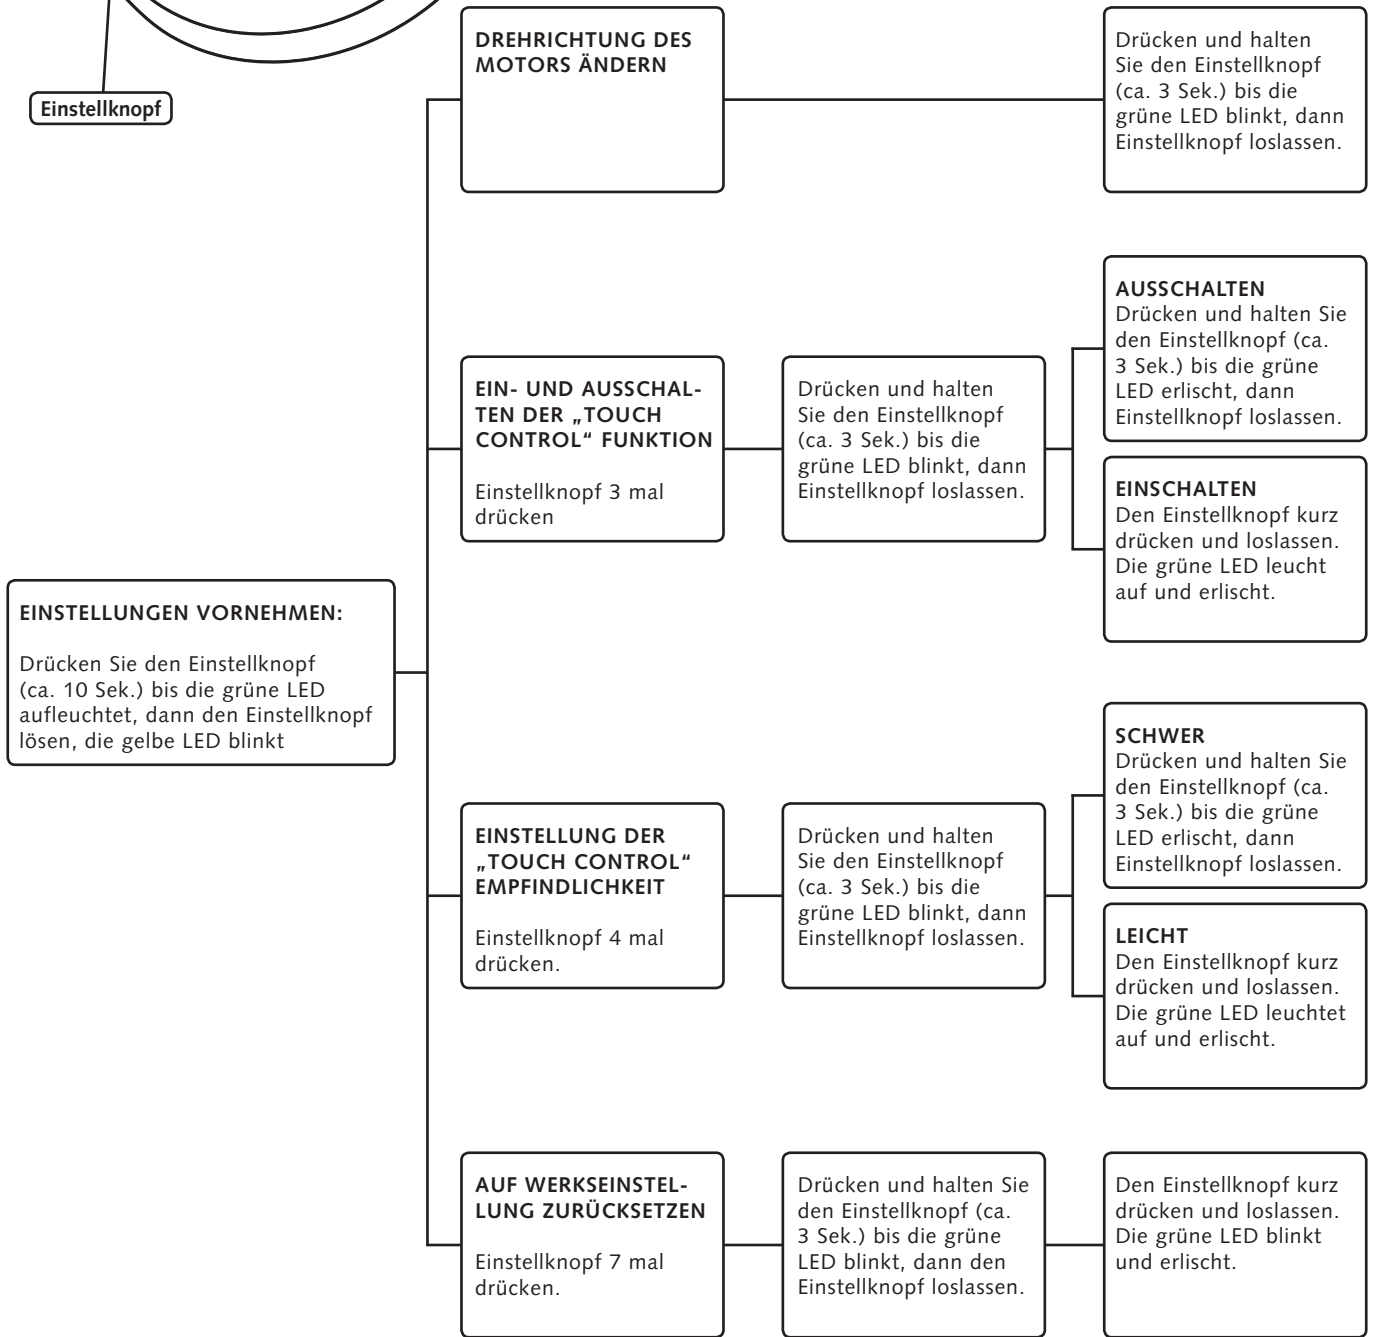 Einstellknopf
DREHRICHTUNG DES
MOTORS ÄNDERN
Drücken und halten
Sie den Einstellknopf
(ca. 3 Sek.) bis die
grüne LED blinkt, dann
Einstellknopf loslassen.
EIN- UND AUSSCHAL-
TEN DER „TOUCH
CONTROL“ FUNKTION
Einstellknopf 3 mal
drücken
Drücken und halten
Sie den Einstellknopf
(ca. 3 Sek.) bis die
grüne LED blinkt, dann
Einstellknopf loslassen.
AUSSCHALTEN
Drücken und halten Sie
den Einstellknopf (ca.
3 Sek.) bis die grüne
LED erlischt, dann
Einstellknopf loslassen.
EINSCHALTEN
Den Einstellknopf kurz
drücken und loslassen.
Die grüne LED leucht
auf und erlischt.
EINSTELLUNGEN VORNEHMEN:
Drücken Sie den Einstellknopf
(ca. 10 Sek.) bis die grüne LED
aufleuchtet, dann den Einstellknopf
lösen, die gelbe LED blinkt
EINSTELLUNG DER
„TOUCH CONTROL“
EMPFINDLICHKEIT
Einstellknopf 4 mal
drücken.
Drücken und halten
Sie den Einstellknopf
(ca. 3 Sek.) bis die
grüne LED blinkt, dann
Einstellknopf loslassen.
SCHWER
Drücken und halten Sie
den Einstellknopf (ca.
3 Sek.) bis die grüne
LED erlischt, dann
Einstellknopf loslassen.
LEICHT
Den Einstellknopf kurz
drücken und loslassen.
Die grüne LED leuchtet
auf und erlischt.
AUF WERKSEINSTEL-
LUNG ZURÜCKSETZEN
Einstellknopf 7 mal
drücken.
Drücken und halten Sie
den Einstellknopf (ca.
3 Sek.) bis die grüne
LED blinkt, dann den
Einstellknopf loslassen.
Den Einstellknopf kurz
drücken und loslassen.
Die grüne LED blinkt
und erlischt.